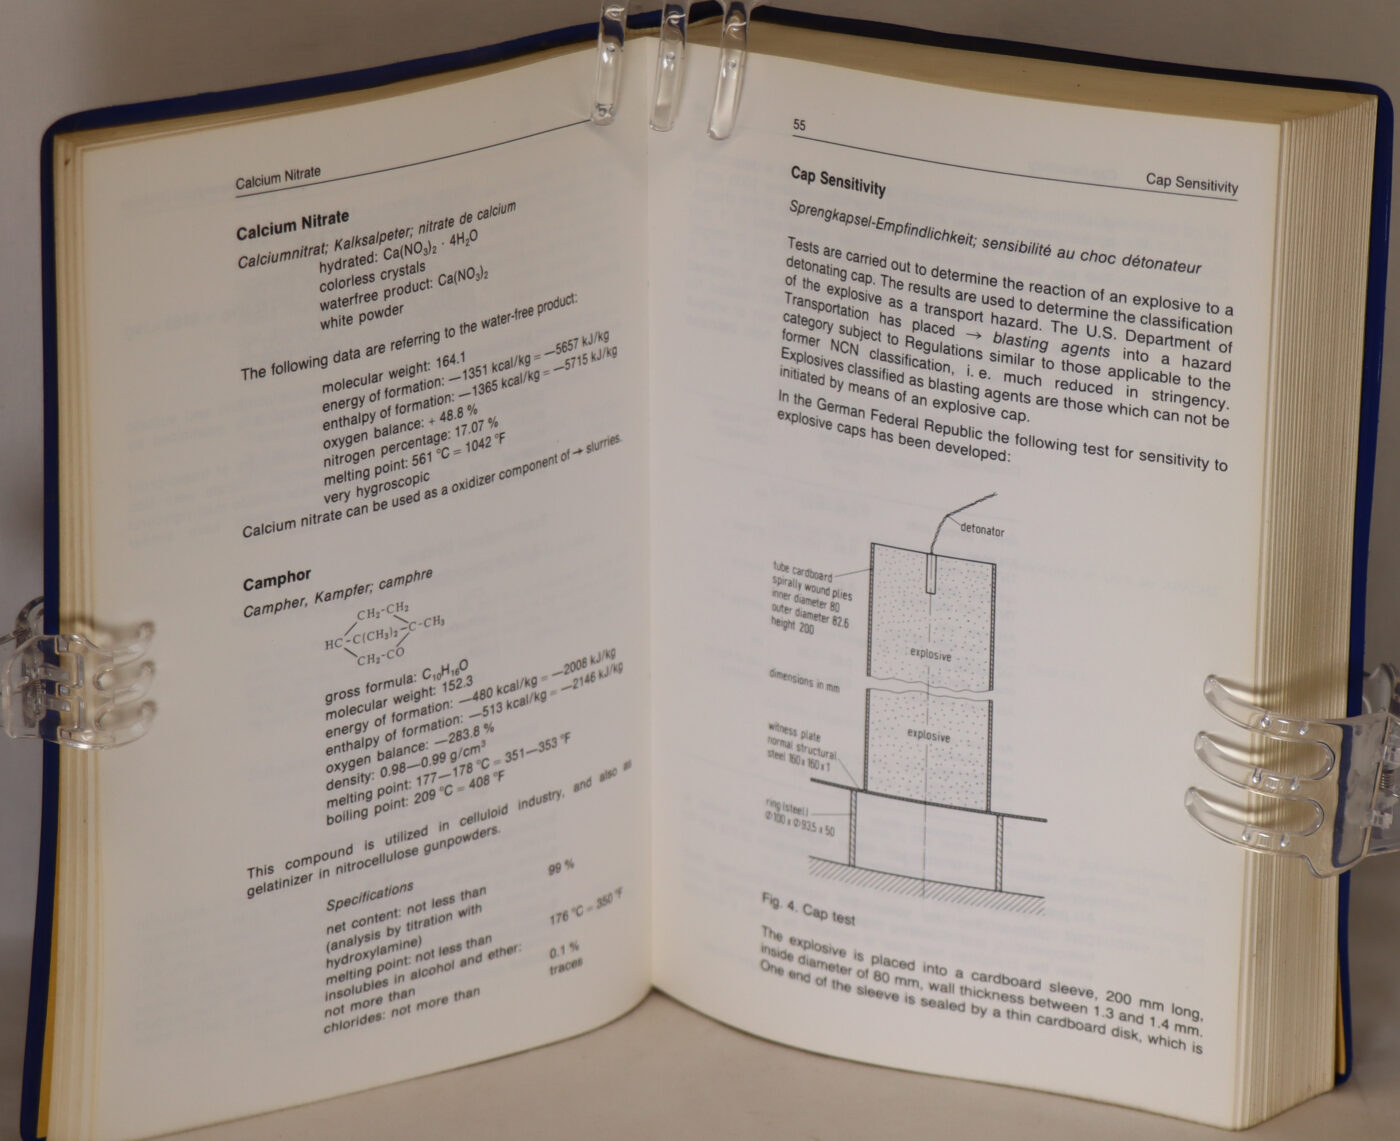 Calcium Nitrate
Calcium Nitrate
Calciumnitrat; Kalksalpeter; nitrate de calcium
hydrated: Ca(NO₃)₂ · 4H₂O
colorless crystals
waterfree product: Ca(NO₃)₂
white powder
The following data are referring to the water-free product:
molecular weight: 164.1
energy of formation: —1351 kcal/kg = —5657 kJ/kg
enthalpy of formation: —1365 kcal/kg = —5715 kJ/kg
oxygen balance: + 48.8 %
nitrogen percentage: 17.07 %
melting point: 561 °C = 1042 °F
very hygroscopic
Calcium nitrate can be used as a oxidizer component of → slurries.
Camphor
Campher, Kampfer; camphre
CH₂-CH₂
HC-C(CH₃)₂-C-CH₃
CH₂-CO
gross formula: C₁₀H₁₆O
molecular weight: 152.3
energy of formation: —480 kcal/kg = —2008 kJ/kg
enthalpy of formation: —513 kcal/kg = —2146 kJ/kg
oxygen balance: —283.8 %
density: 0.98—0.99 g/cm³
melting point: 177—178 °C = 351—353 °F
boiling point: 209 °C = 408 °F
This compound is utilized in celluloid industry, and also as
gelatinizer in nitrocellulose gunpowders.
Specifications
net content: not less than 99 %
(analysis by titration with
hydroxylamine)
melting point: not less than 176 °C = 350 °F
insolubles in alcohol and ether:
not more than 0.1 %
chlorides: not more than traces
55
Cap Sensitivity
Cap Sensitivity
Sprengkapsel-Empfindlichkeit; sensibilité au choc détonateur
Tests are carried out to determine the reaction of an explosive to a
detonating cap. The results are used to determine the classification
of the explosive as a transport hazard. The U.S. Department of
Transportation has placed → blasting agents into a hazard
category subject to Regulations similar to those applicable to the
former NCN classification, i. e. much reduced in stringency.
Explosives classified as blasting agents are those which can not be
initiated by means of an explosive cap.
In the German Federal Republic the following test for sensitivity to
explosive caps has been developed:
detonator
tube cardboard
spirally wound plies
inner diameter 80
outer diameter 82.6
height 200
explosive
dimensions in mm
explosive
witness plate
normal structural
steel 160 x 160 x 1
ring (steel)
Ø100 x Ø93.5 x 50
Fig. 4. Cap test
The explosive is placed into a cardboard sleeve, 200 mm long,
inside diameter of 80 mm, wall thickness between 1.3 and 1.4 mm.
One end of the sleeve is sealed by a thin cardboard disk, which is